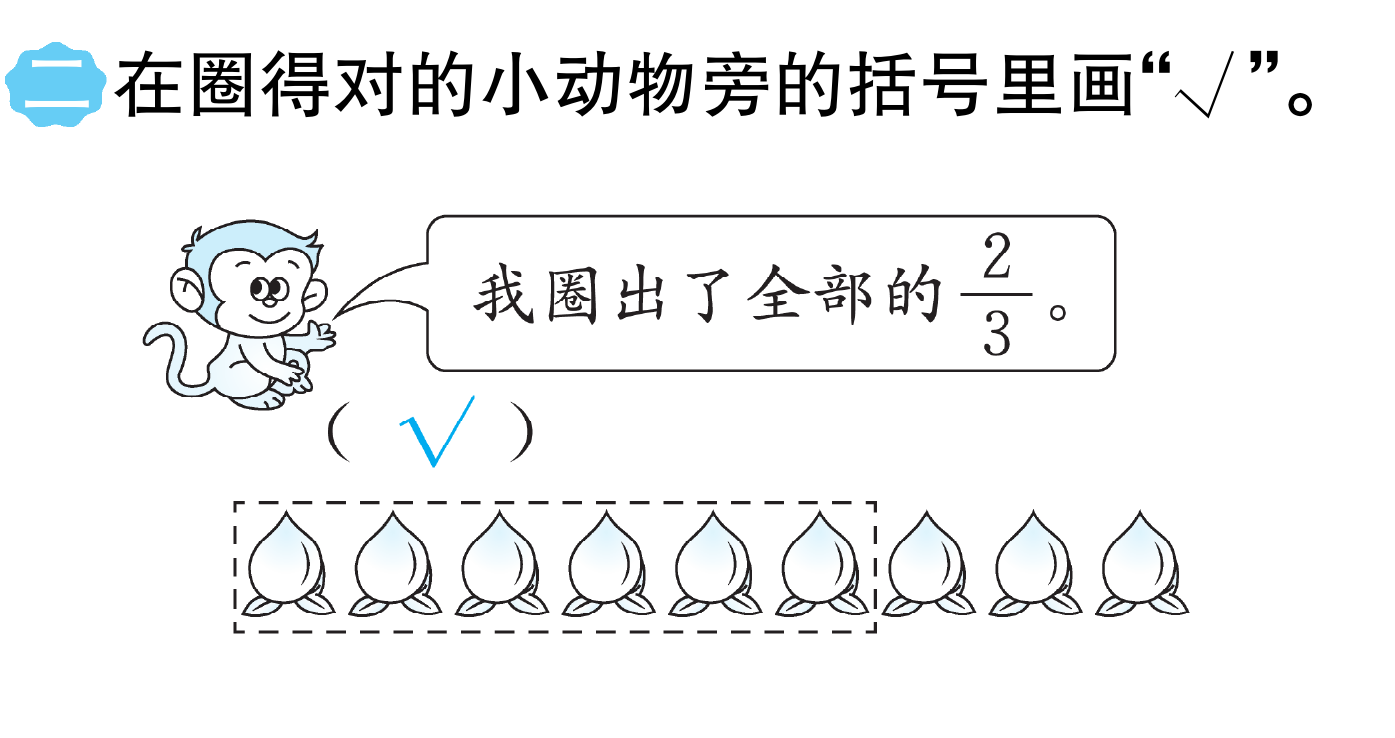 二 在圈得对的小动物旁的括号里画“√”。
我圈出了全部的2/3。
( √ )